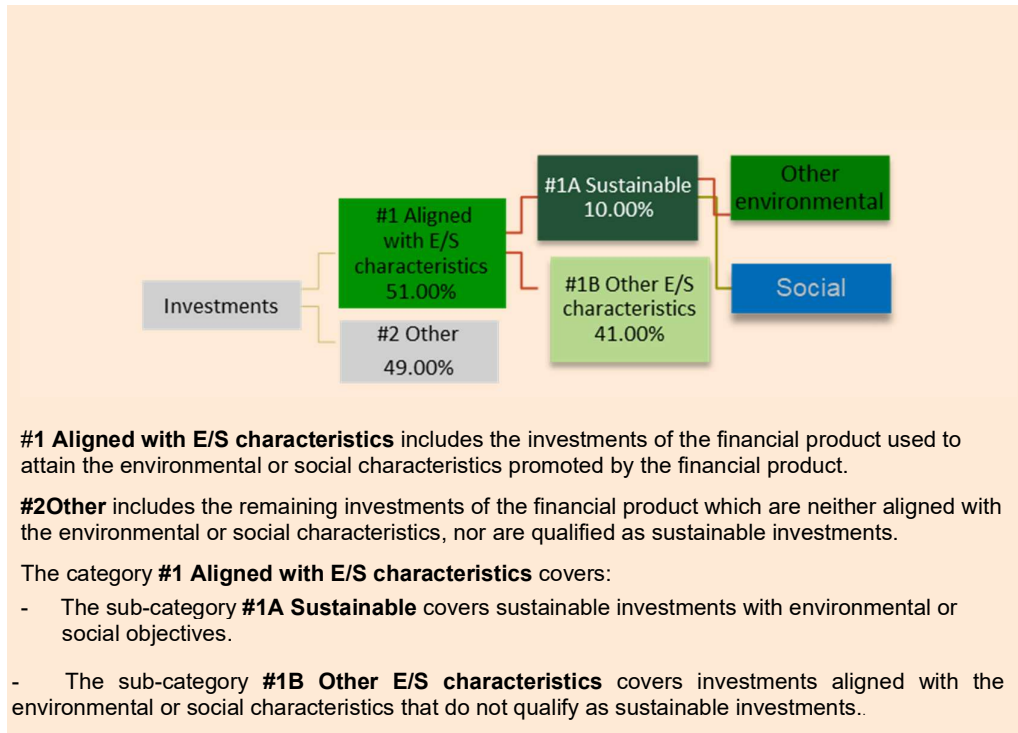 #1A Sustainable
10.00%
Other
environmental
#1 Aligned
with E/S
characteristics
51.00%
#1B Other E/S
characteristics
41.00%
Social
Investments
#2 Other
49.00%
#1 Aligned with E/S characteristics includes the investments of the financial product used to
attain the environmental or social characteristics promoted by the financial product.
#2Other includes the remaining investments of the financial product which are neither aligned with
the environmental or social characteristics, nor are qualified as sustainable investments.
The category #1 Aligned with E/S characteristics covers:
- The sub-category #1A Sustainable covers sustainable investments with environmental or
social objectives.
- The sub-category #1B Other E/S characteristics covers investments aligned with the
environmental or social characteristics that do not qualify as sustainable investments..